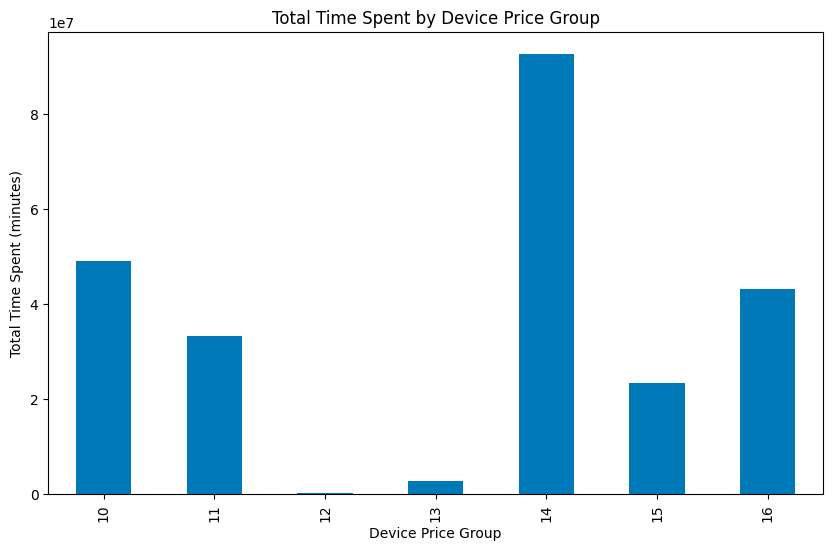 Total Time Spent by Device Price Group
1e7
8
6
4
2
0
Total Time Spent (minutes)
10 11 12 13 14 15 16
Device Price Group